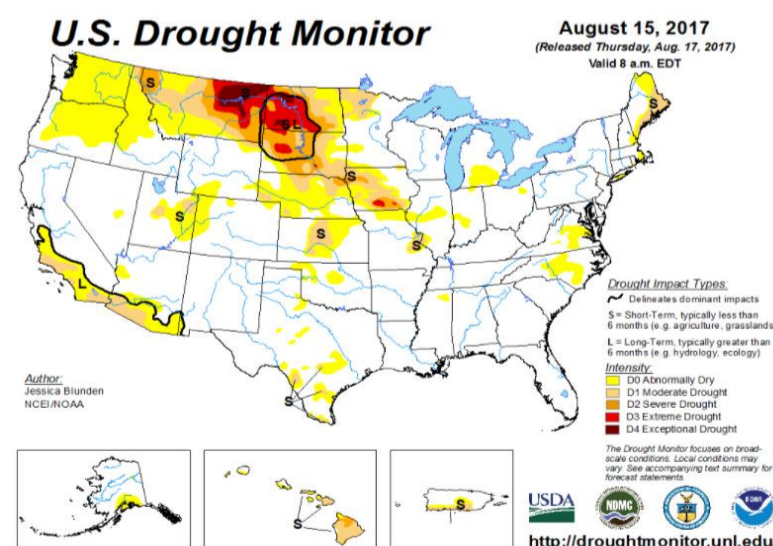 U.S. Drought Monitor
August 15, 2017
(Released Thursday, Aug. 17, 2017)
Valid 8 a.m. EDT
S
S
S L
S
S
S
S
S
L
S
Author:
Jessica Blunden
NCEI/NOAA
Drought Impact Types:
Delineates dominant impacts
S = Short-Term, typically less than
6 months (e.g. agriculture, grasslands
L = Long-Term, typically greater than
6 months (e.g. hydrology, ecology)
Intensity:
D0 Abnormally Dry
D1 Moderate Drought
D2 Severe Drought
D3 Extreme Drought
D4 Exceptional Drought
The Drought Monitor focuses on broad-
scale conditions. Local conditions may
vary. See accompanying text summary for
forecast statements.
S
S
USDA
NDMC
NOAA
http://droughtmonitor.unl.edu